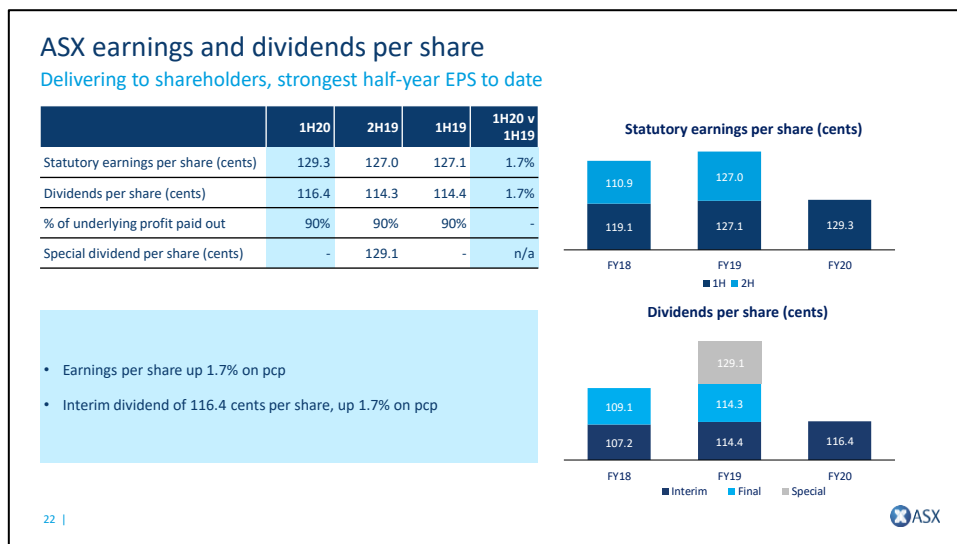 ASX earnings and dividends per share
Delivering to shareholders, strongest half-year EPS to date
1H20 2H19 1H19 1H20 v 1H19
Statutory earnings per share (cents) 129.3 127.0 127.1 1.7%
Dividends per share (cents) 116.4 114.3 114.4 1.7%
% of underlying profit paid out 90% 90% 90% -
Special dividend per share (cents) - 129.1 - n/a
• Earnings per share up 1.7% on pcp
• Interim dividend of 116.4 cents per share, up 1.7% on pcp
Statutory earnings per share (cents)
110.9 127.0
119.1 127.1 129.3
FY18 FY19 FY20
1H 2H
Dividends per share (cents)
129.1
109.1 114.3
107.2 114.4 116.4
FY18 FY19 FY20
Interim Final Special
22 |
ASX